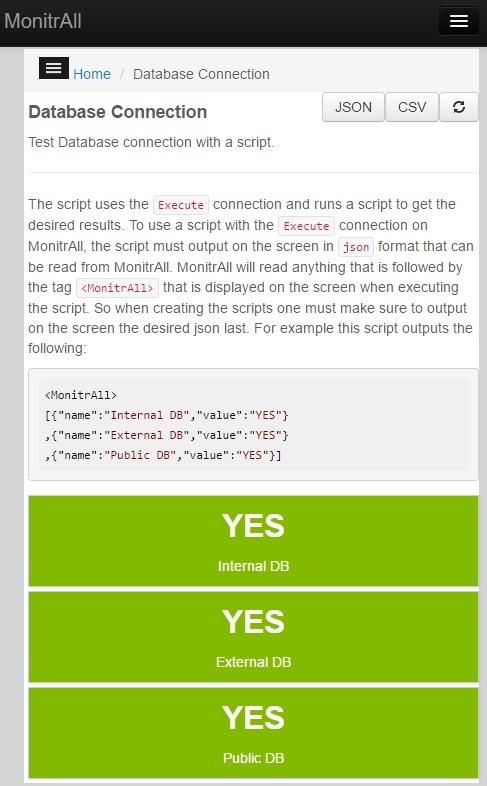 MonitrAll
Home / Database Connection
Database Connection
JSON CSV
Test Database connection with a script.
The script uses the Execute connection and runs a script to get the
desired results. To use a script with the Execute connection on
MonitrAll, the script must output on the screen in json format that can
be read from MonitrAll. MonitrAll will read anything that is followed by
the tag <MonitrAll> that is displayed on the screen when executing
the script. So when creating the scripts one must make sure to output
on the screen the desired json last. For example this script outputs the
following:
<MonitrAll>
[{"name":"Internal DB","value":"YES"}
,{"name":"External DB","value":"YES"}
,{"name":"Public DB","value":"YES"}]
YES
Internal DB
YES
External DB
YES
Public DB